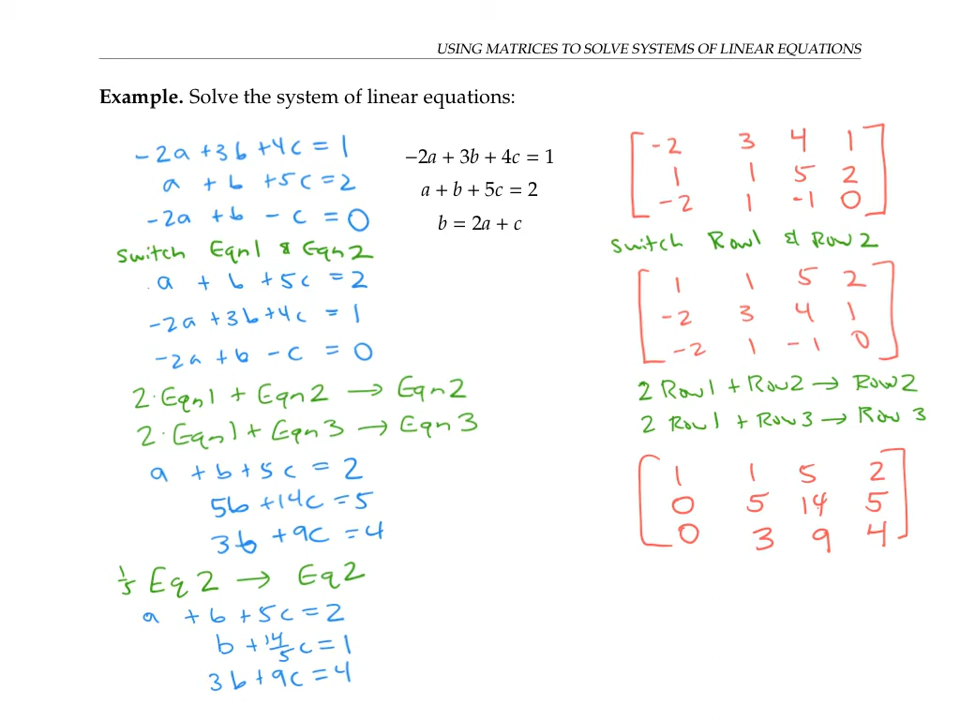 USING MATRICES TO SOLVE SYSTEMS OF LINEAR EQUATIONS
Example. Solve the system of linear equations:
−2a + 3b + 4c = 1
a + b + 5c = 2
b = 2a + c
-2a + 3b + 4c = 1
a + b + 5c = 2
-2a + b - c = 0
switch Eqn1 & Eqn2
a + b + 5c = 2
-2a + 3b + 4c = 1
-2a + b - c = 0
2·Eqn1 + Eqn2 → Eqn2
2·Eqn1 + Eqn3 → Eqn3
a + b + 5c = 2
5b + 14c = 5
3b + 9c = 4
1/5 Eq2 → Eq2
a + b + 5c = 2
b + 14/5 c = 1
3b + 9c = 4
-2 3 4 1
1 1 5 2
-2 1 -1 0
switch Row1 & Row2
1 1 5 2
-2 3 4 1
-2 1 -1 0
2 Row1 + Row2 → Row2
2 Row1 + Row3 → Row3
1 1 5 2
0 5 14 5
0 3 9 4